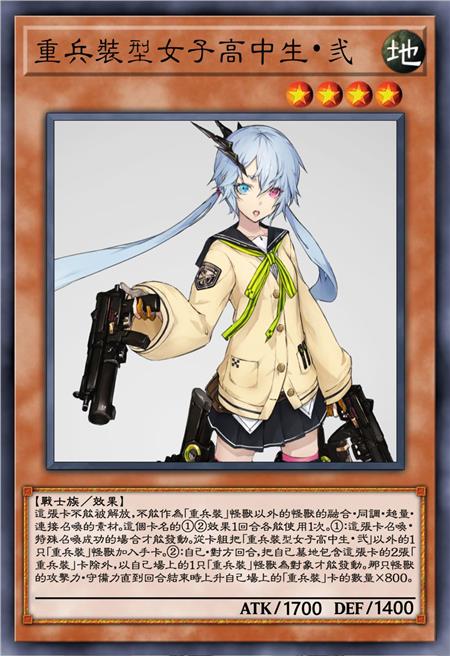 重兵裝型女子高中生・弐
地
【戰士族／效果】
這張卡不能被解放，不能作為「重兵裝」怪獸以外的怪獸的融合・同調・超量・
連接召喚的素材。這個卡名的①②效果1回合各能使用1次。①：這張卡召喚・
特殊召喚成功的場合才能發動。從卡組把「重兵裝型女子高中生・弐」以外的1
只「重兵裝」怪獸加入手卡。②：自己・對方回合，把自己墓地包含這張卡的2張「
重兵裝」卡除外，以自己場上的1只「重兵裝」怪獸為對象才能發動。那只怪獸
的攻擊力・守備力直到回合結束時上升自己場上的「重兵裝」卡的數量×800。
ATK/1700 DEF/1400